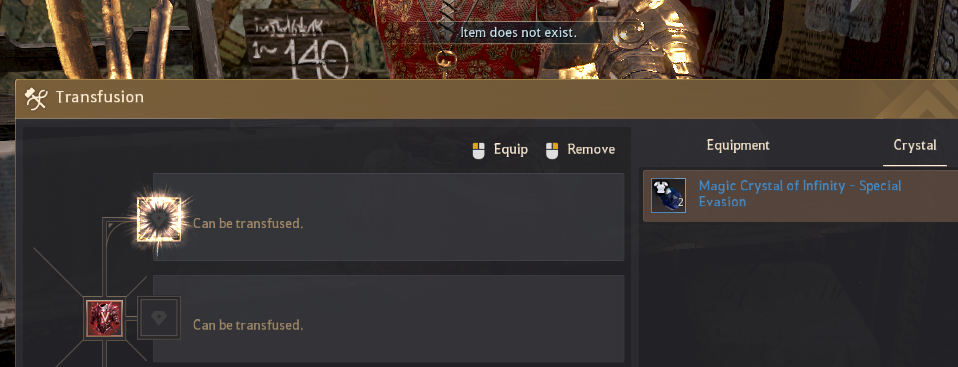 Item does not exist.
1~140
Transfusion
Equip
Remove
Equipment
Crystal
Can be transfused.
2
Magic Crystal of Infinity - Special
Evasion
Can be transfused.